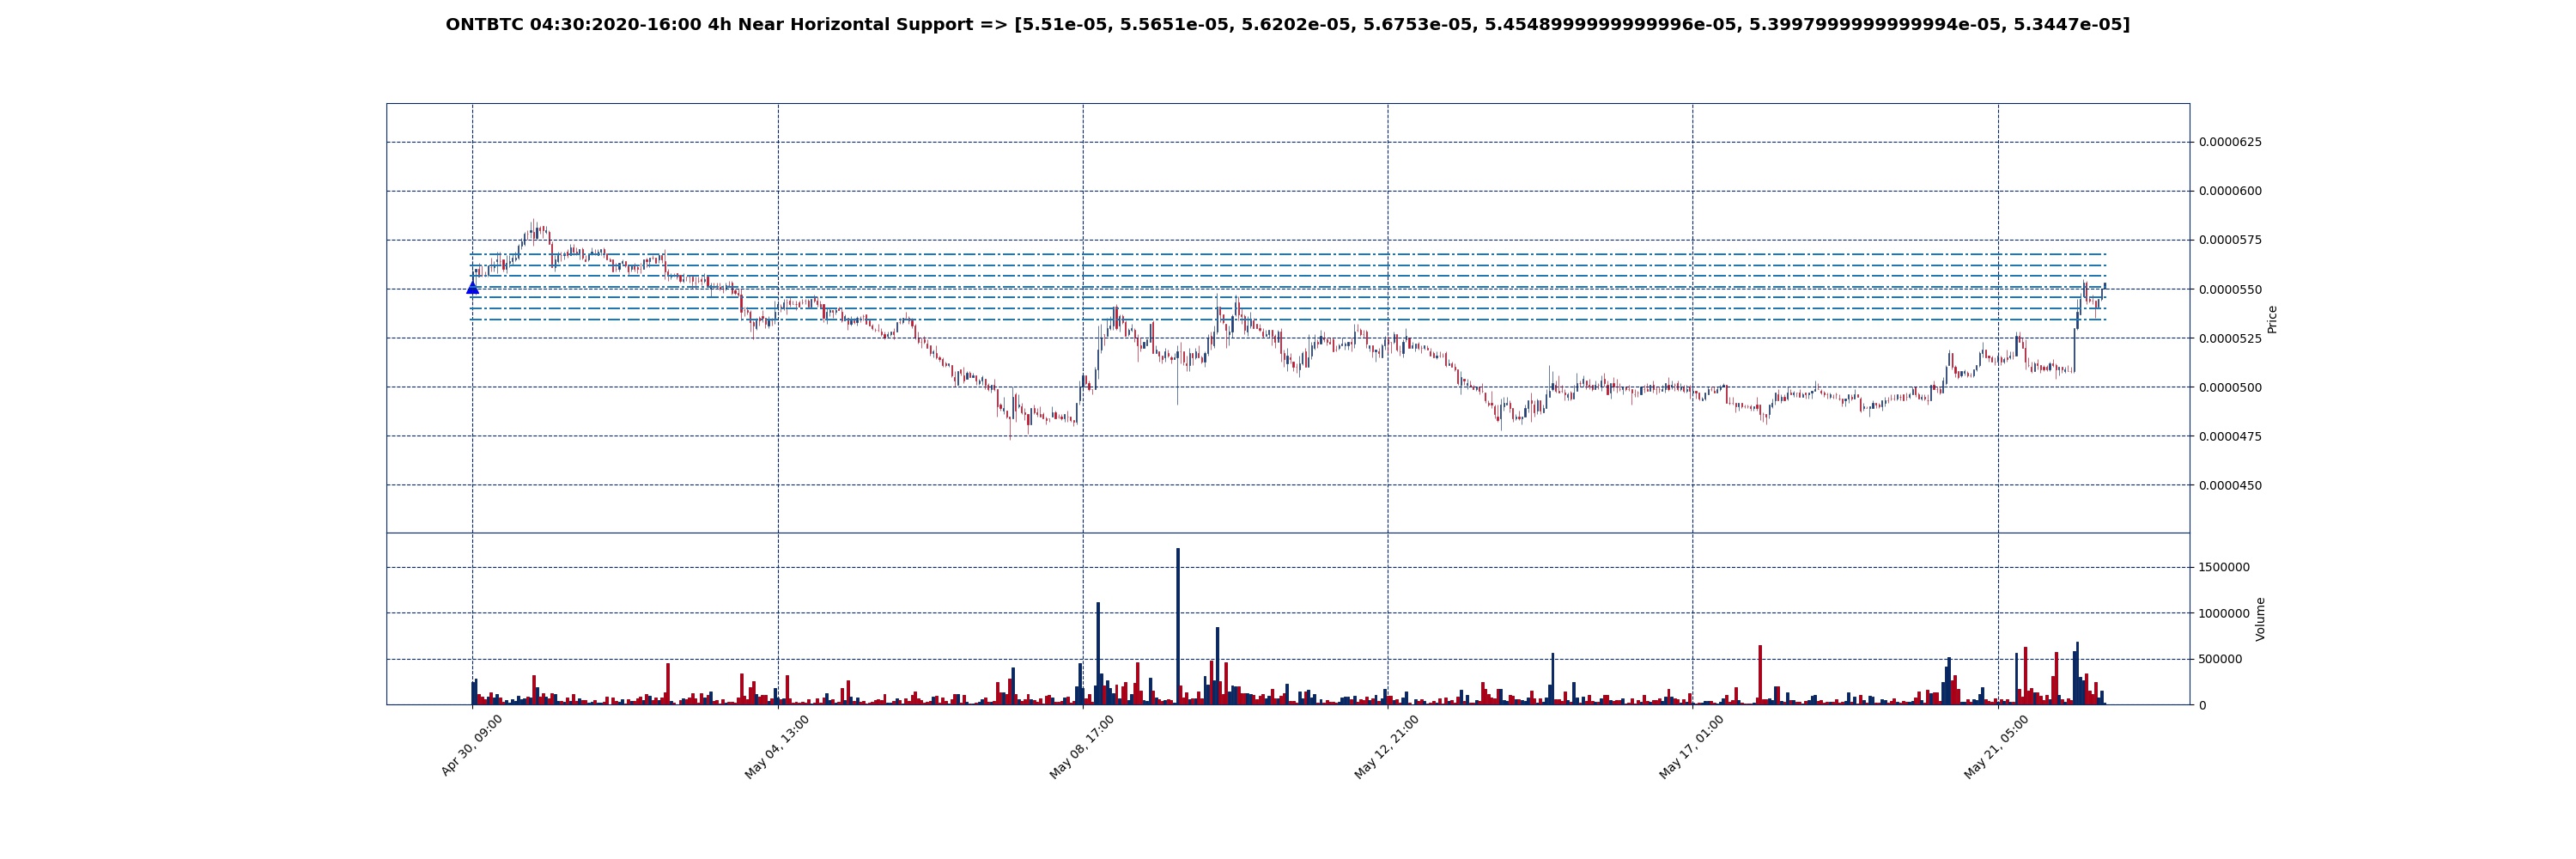 ONTBTC 04:30:2020-16:00 4h Near Horizontal Support => [5.51e-05, 5.5651e-05, 5.6202e-05, 5.6753e-05, 5.4548999999999996e-05, 5.3997999999999994e-05, 5.3447e-05]
0.0000625
0.0000600
0.0000575
0.0000550
0.0000525
0.0000500
0.0000475
0.0000450
Price
1500000
1000000
500000
0
Volume
Apr 30, 09:00
May 04, 13:00
May 08, 17:00
May 12, 21:00
May 17, 01:00
May 21, 05:00